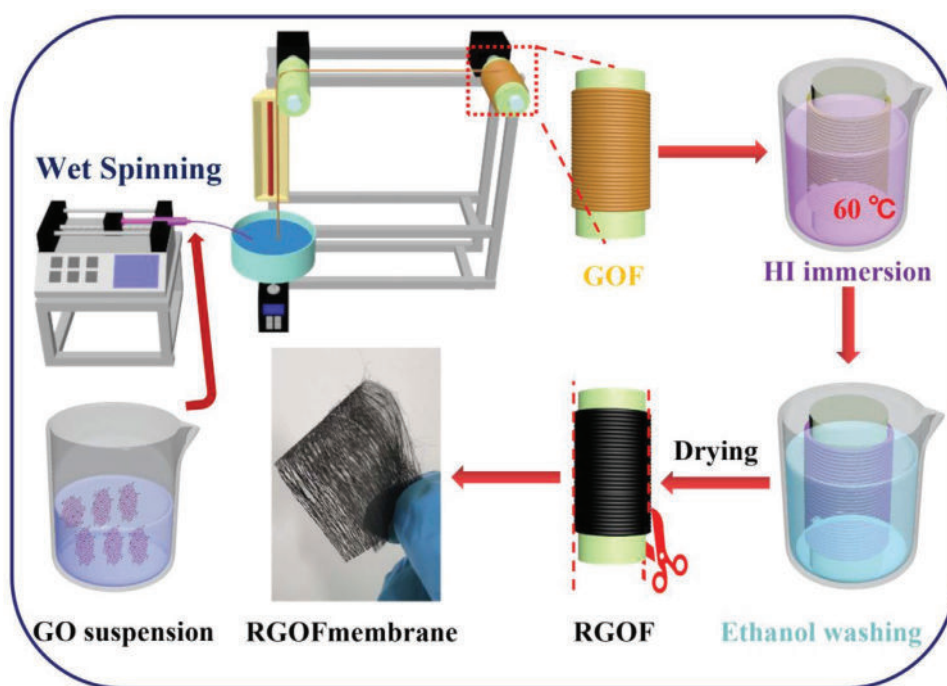 Wet Spinning
GOF
60 ℃
HI immersion
Drying
GO suspension
RGOFmembrane
RGOF
Ethanol washing